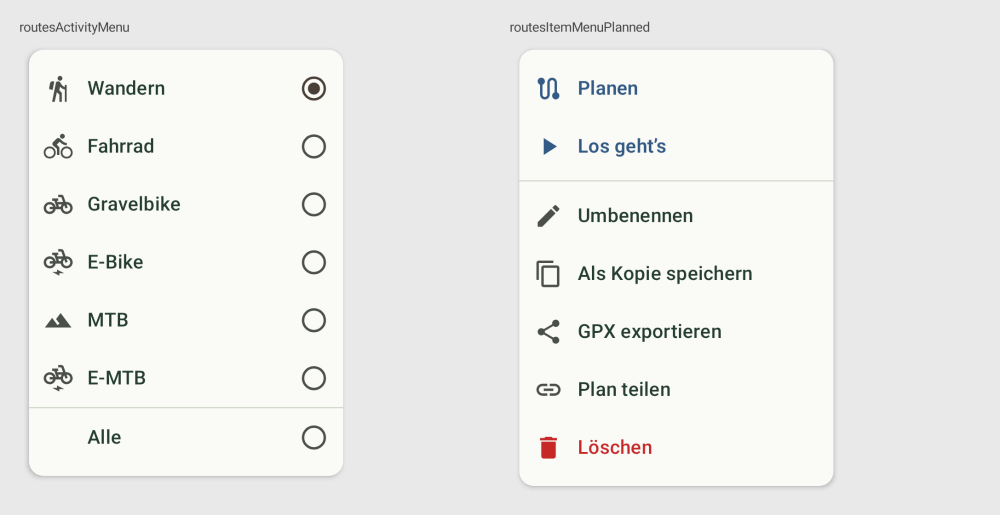 routesActivityMenu
Wandern
Fahrrad
Gravelbike
E-Bike
MTB
E-MTB
Alle
routesItemMenuPlanned
Planen
Los geht's
Umbenennen
Als Kopie speichern
GPX exportieren
Plan teilen
Löschen